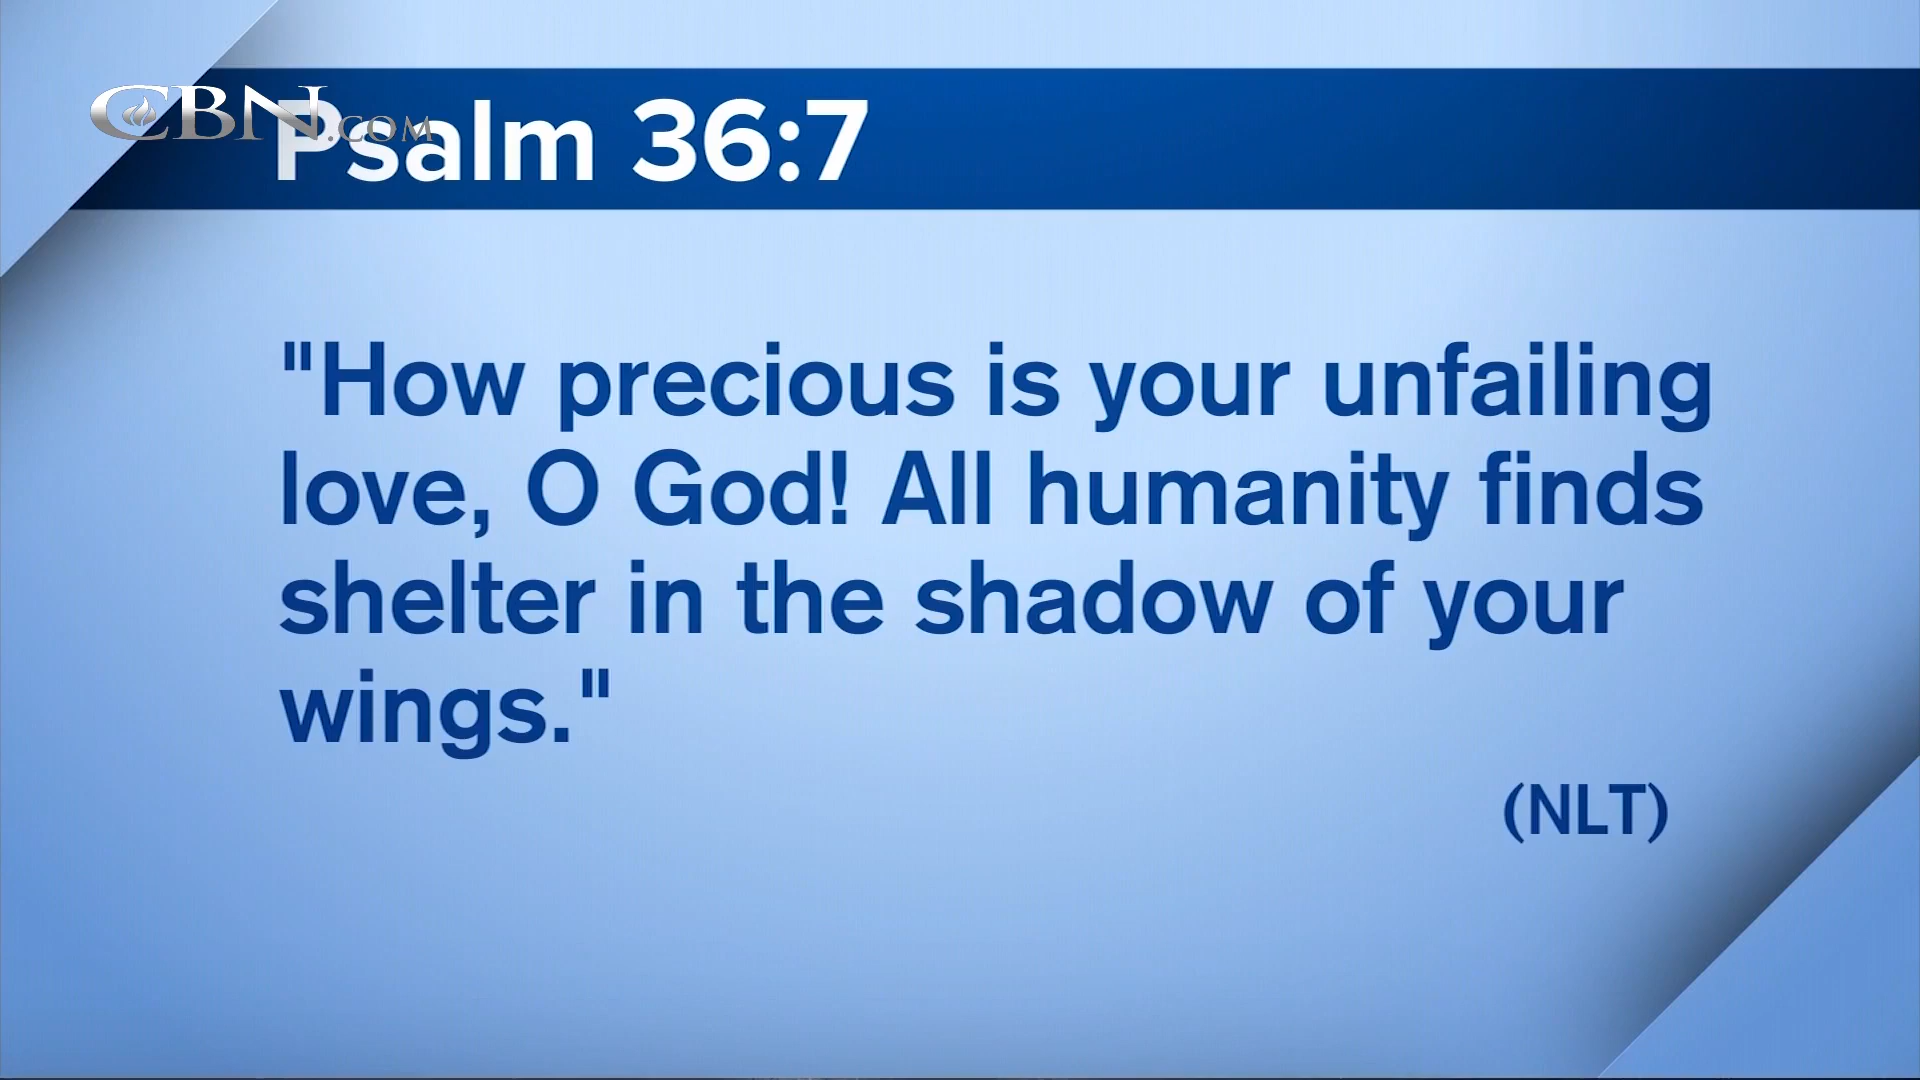 CBN.COM
Psalm 36:7
"How precious is your unfailing
love, O God! All humanity finds
shelter in the shadow of your
wings."
(NLT)